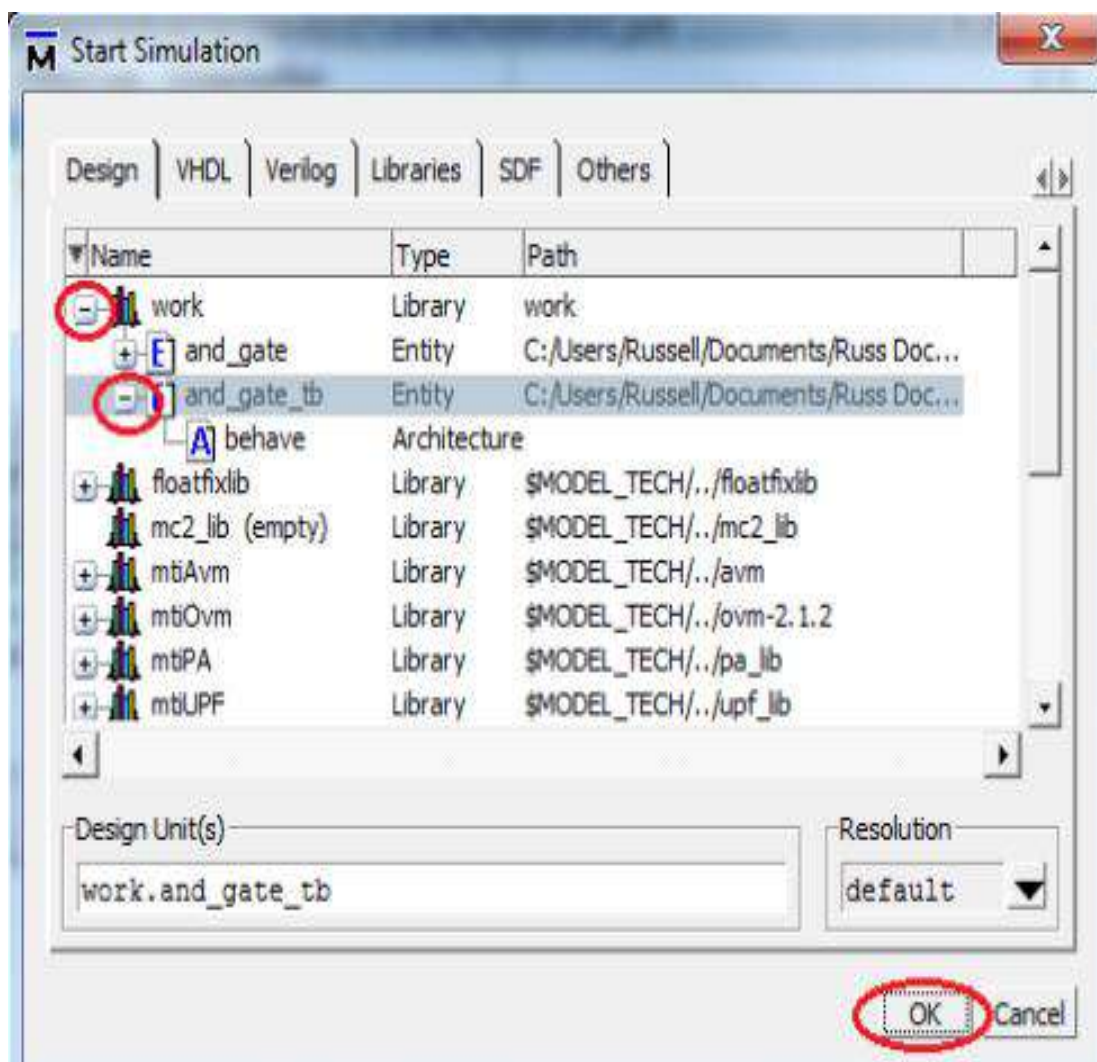 M Start Simulation
X
Design VHDL Verilog Libraries SDF Others
Name Type Path
work Library work
E and_gate Entity C:/Users/Russell/Documents/Russ Doc...
and_gate_tb Entity C:/Users/Russell/Documents/Russ Doc...
A behave Architecture
floatfixlib Library $MODEL_TECH/../floatfixlib
mc2_lib (empty) Library $MODEL_TECH/../mc2_lib
mtiAvm Library $MODEL_TECH/../avm
mtiOvm Library $MODEL_TECH/../ovm-2.1.2
mtiPA Library $MODEL_TECH/../pa_lib
mtiUPF Library $MODEL_TECH/../upf_lib
Design Unit(s) Resolution
work.and_gate_tb default
OK Cancel